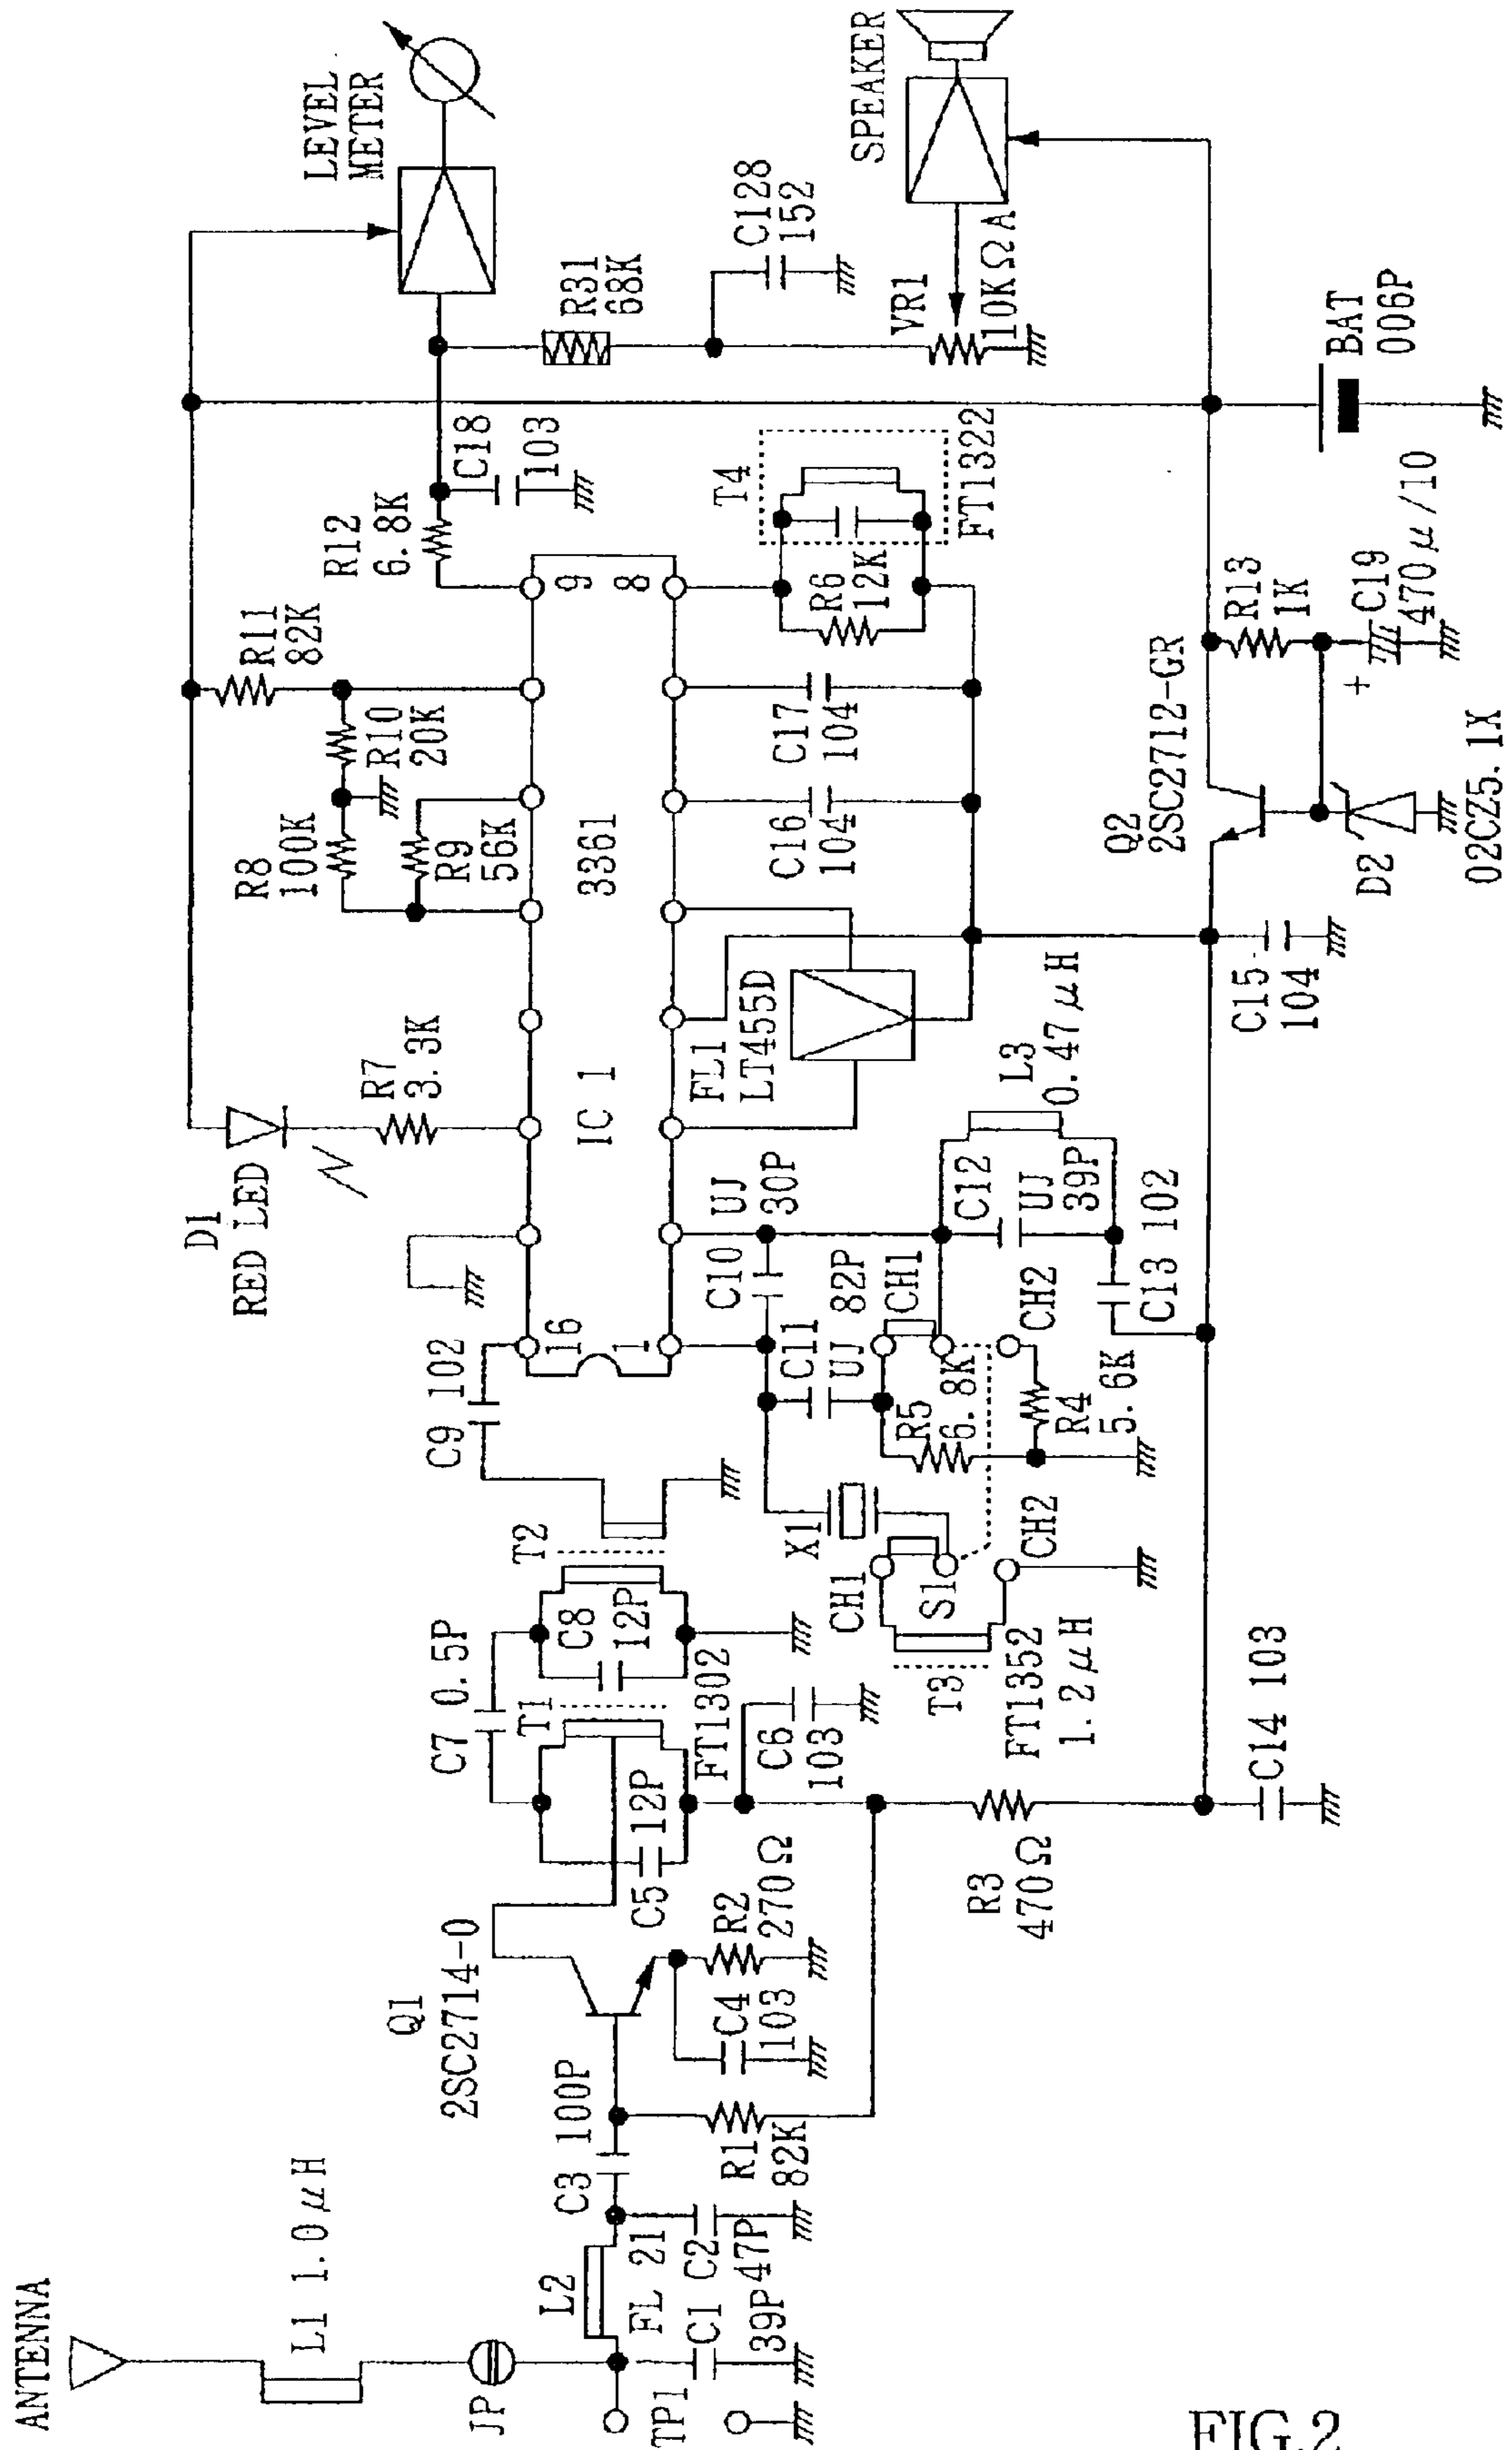 ANTENNA
L1 1.0μH
JP
TP1
L2
FL 21
C1
39P
C2
47P
C3 100P
R1
82K
Q1
2SC2714-O
C4
103
R2
270Ω
C5
12P
C7 0.5P
T1
FT1302
C8
12P
T2
C6
103
R3
470Ω
C14 103
C9 102
16
1
IC 1
3361
9
8
D1
RED LED
R7
3.3K
R8
100K
R9
56K
R10
20K
R11
82K
R12
6.8K
C18
103
LEVEL
METER
R31
68K
C128
152
VR1
10KΩA
SPEAKER
T3
FT1352
1.2μH
CH1
S1
CH2
X1
C10
UJ
30P
C11
UJ 82P
CH1
R5
6.8K
CH2
R4
5.6K
C12
UJ
39P
C13 102
L3
0.47μH
FL1
LT455D
C16
104
C17
104
R6
12K
T4
FT1322
C15
104
Q2
2SC2712-GR
D2
02CZ5.1X
R13
1K
+
C19
470μ/10
BAT
006P
FIG.2